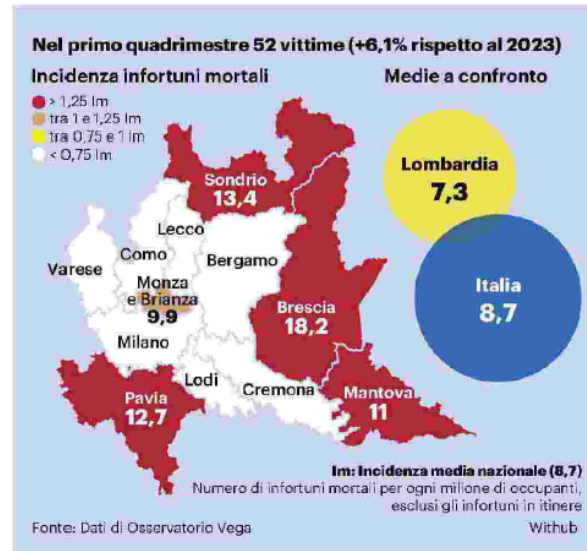 Nel primo quadrimestre 52 vittime (+6,1% rispetto al 2023)
Incidenza infortuni mortali
> 1,25 Im
tra 1 e 1,25 Im
tra 0,75 e 1 Im
< 0,75 Im
Medie a confronto
Lombardia
7,3
Italia
8,7
Sondrio
13,4
Lecco
Como
Bergamo
Varese
Monza
e Brianza
9,9
Brescia
18,2
Milano
Lodi
Cremona
Pavia
12,7
Mantova
11
Im: Incidenza media nazionale (8,7)
Numero di infortuni mortali per ogni milione di occupanti,
esclusi gli infortuni in itinere
Fonte: Dati di Osservatorio Vega
Withub